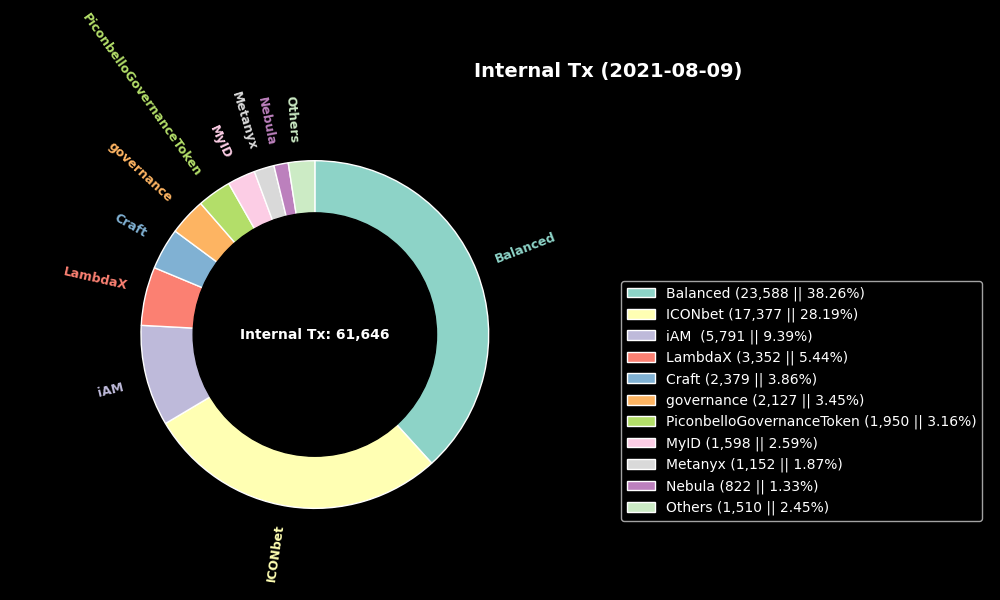 Internal Tx (2021-08-09)
PiconbelloGovernanceToken
governance
Craft
LambdaX
iAM
ICONbet
MyID
Metanyx
Nebula
Others
Balanced
Internal Tx: 61,646
Balanced (23,588 || 38.26%)
ICONbet (17,377 || 28.19%)
iAM  (5,791 || 9.39%)
LambdaX (3,352 || 5.44%)
Craft (2,379 || 3.86%)
governance (2,127 || 3.45%)
PiconbelloGovernanceToken (1,950 || 3.16%)
MyID (1,598 || 2.59%)
Metanyx (1,152 || 1.87%)
Nebula (822 || 1.33%)
Others (1,510 || 2.45%)